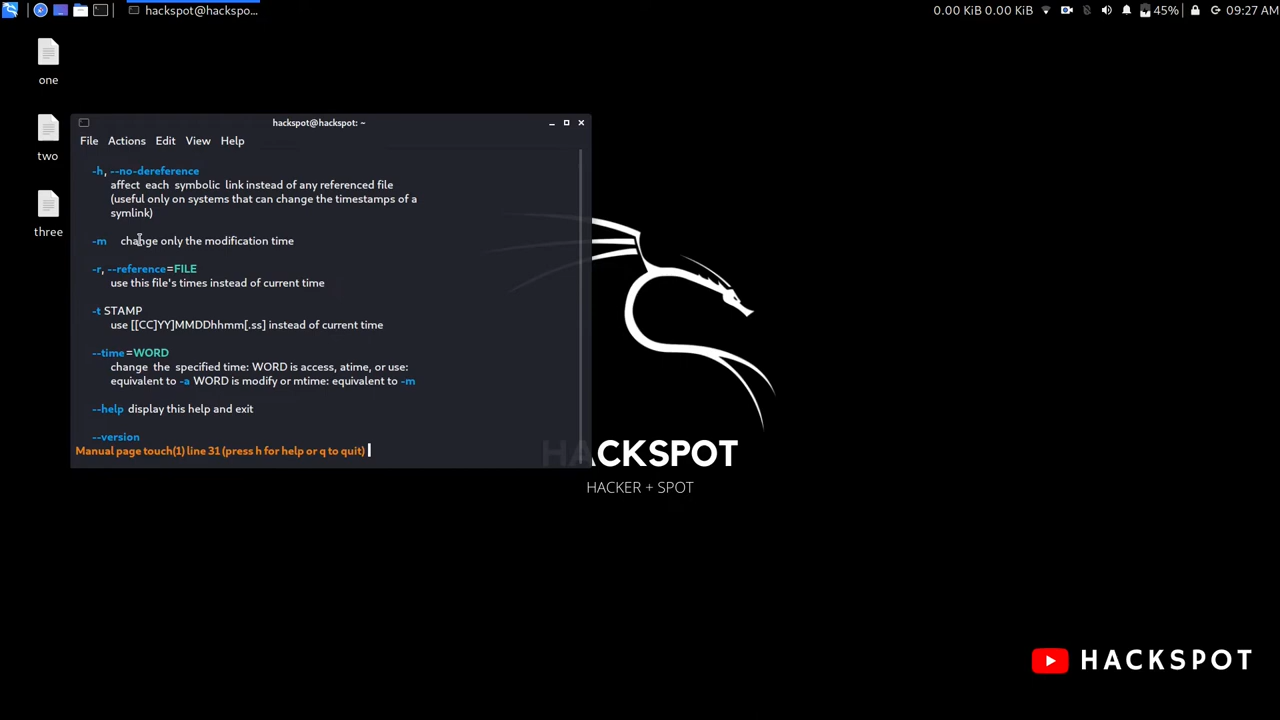 hackspot@hackspo...
0.00 KiB 0.00 KiB
45%
09:27 AM
one
two
three
hackspot@hackspot: ~
File Actions Edit View Help
-h, --no-dereference
affect each symbolic link instead of any referenced file
(useful only on systems that can change the timestamps of a
symlink)
-m change only the modification time
-r, --reference=FILE
use this file's times instead of current time
-t STAMP
use [[CC]YY]MMDDhhmm[.ss] instead of current time
--time=WORD
change the specified time: WORD is access, atime, or use:
equivalent to -a WORD is modify or mtime: equivalent to -m
--help display this help and exit
--version
Manual page touch(1) line 31 (press h for help or q to quit)
HACKSPOT
HACKER + SPOT
HACKSPOT